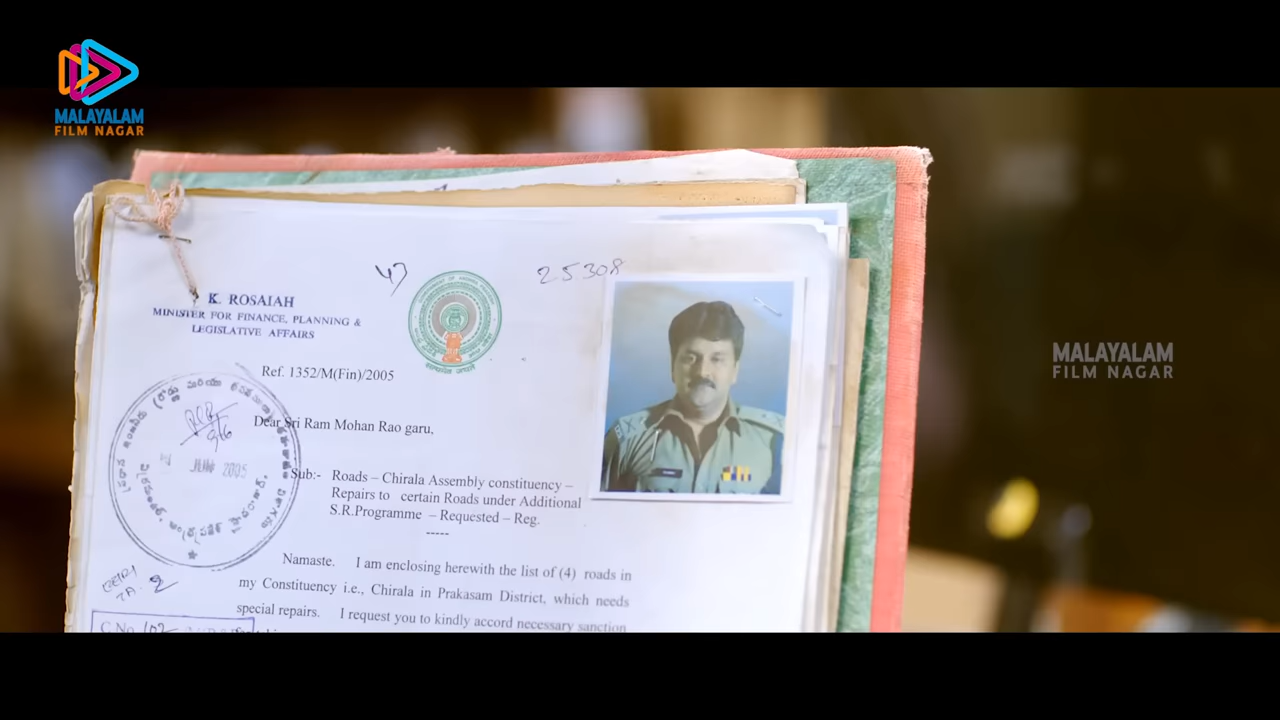 MALAYALAM
FILM NAGAR
47
25308
K. ROSAIAH
MINISTER FOR FINANCE, PLANNING &
LEGISLATIVE AFFAIRS
Ref. 1352/M(Fin)/2005
JUN 2005
Dear Sri Ram Mohan Rao garu,
Sub:- Roads – Chirala Assembly constituency –
Repairs to certain Roads under Additional
S.R.Programme – Requested – Reg.
-----
Namaste. I am enclosing herewith the list of (4) roads in
my Constituency i.e., Chirala in Prakasam District, which needs
special repairs. I request you to kindly accord necessary sanction
C.No. 102
MALAYALAM
FILM NAGAR